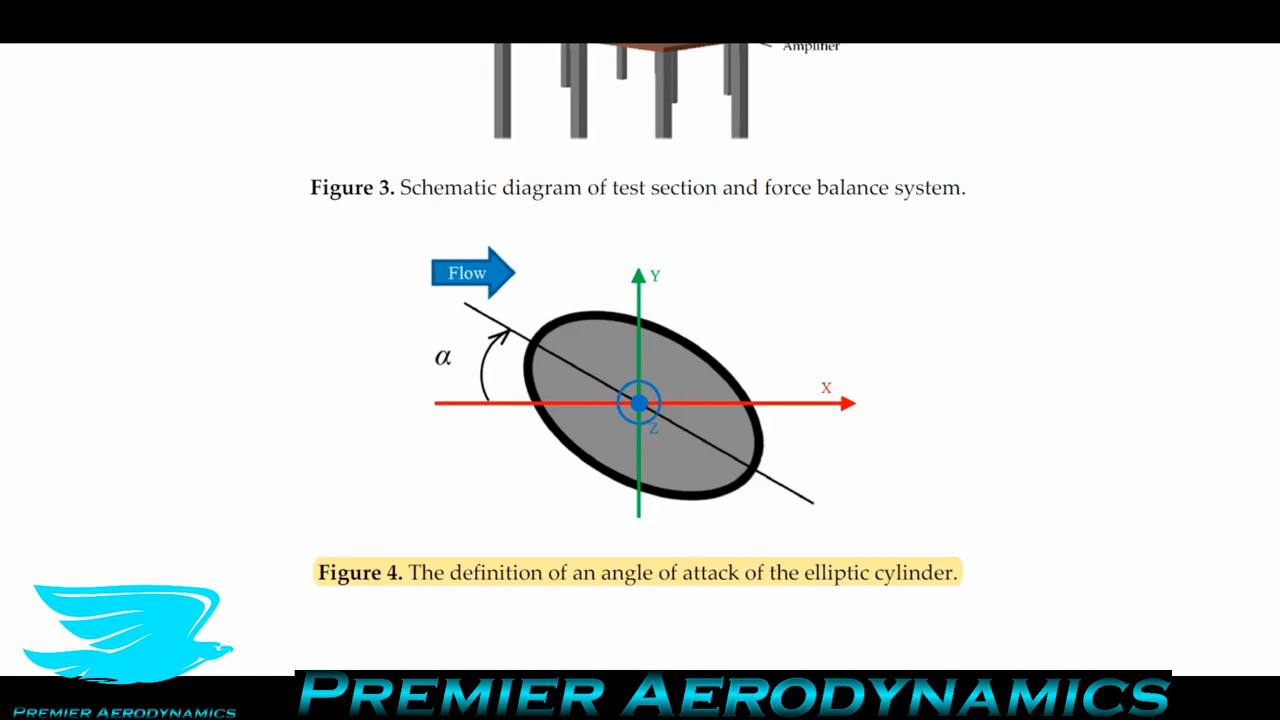 Amplifier
Figure 3. Schematic diagram of test section and force balance system.
Flow
Y
α
X
Z
Figure 4. The definition of an angle of attack of the elliptic cylinder.
PREMIER AERODYNAMICS
PREMIER AERODYNAMICS